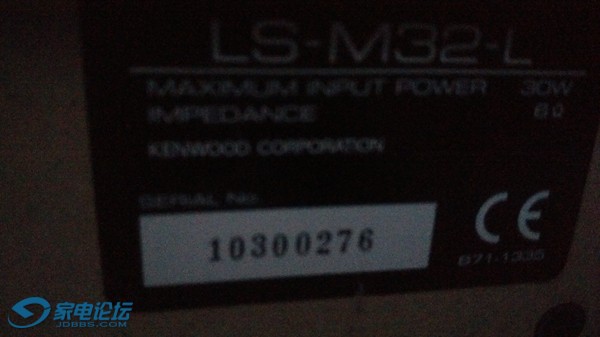 LS-M32-L
MAXIMUM INPUT POWER 30W
IMPEDANCE 6Ω
KENWOOD CORPORATION
SERIAL No.
10300276
CE
B71-1335
家电论坛
JDBBS.COM